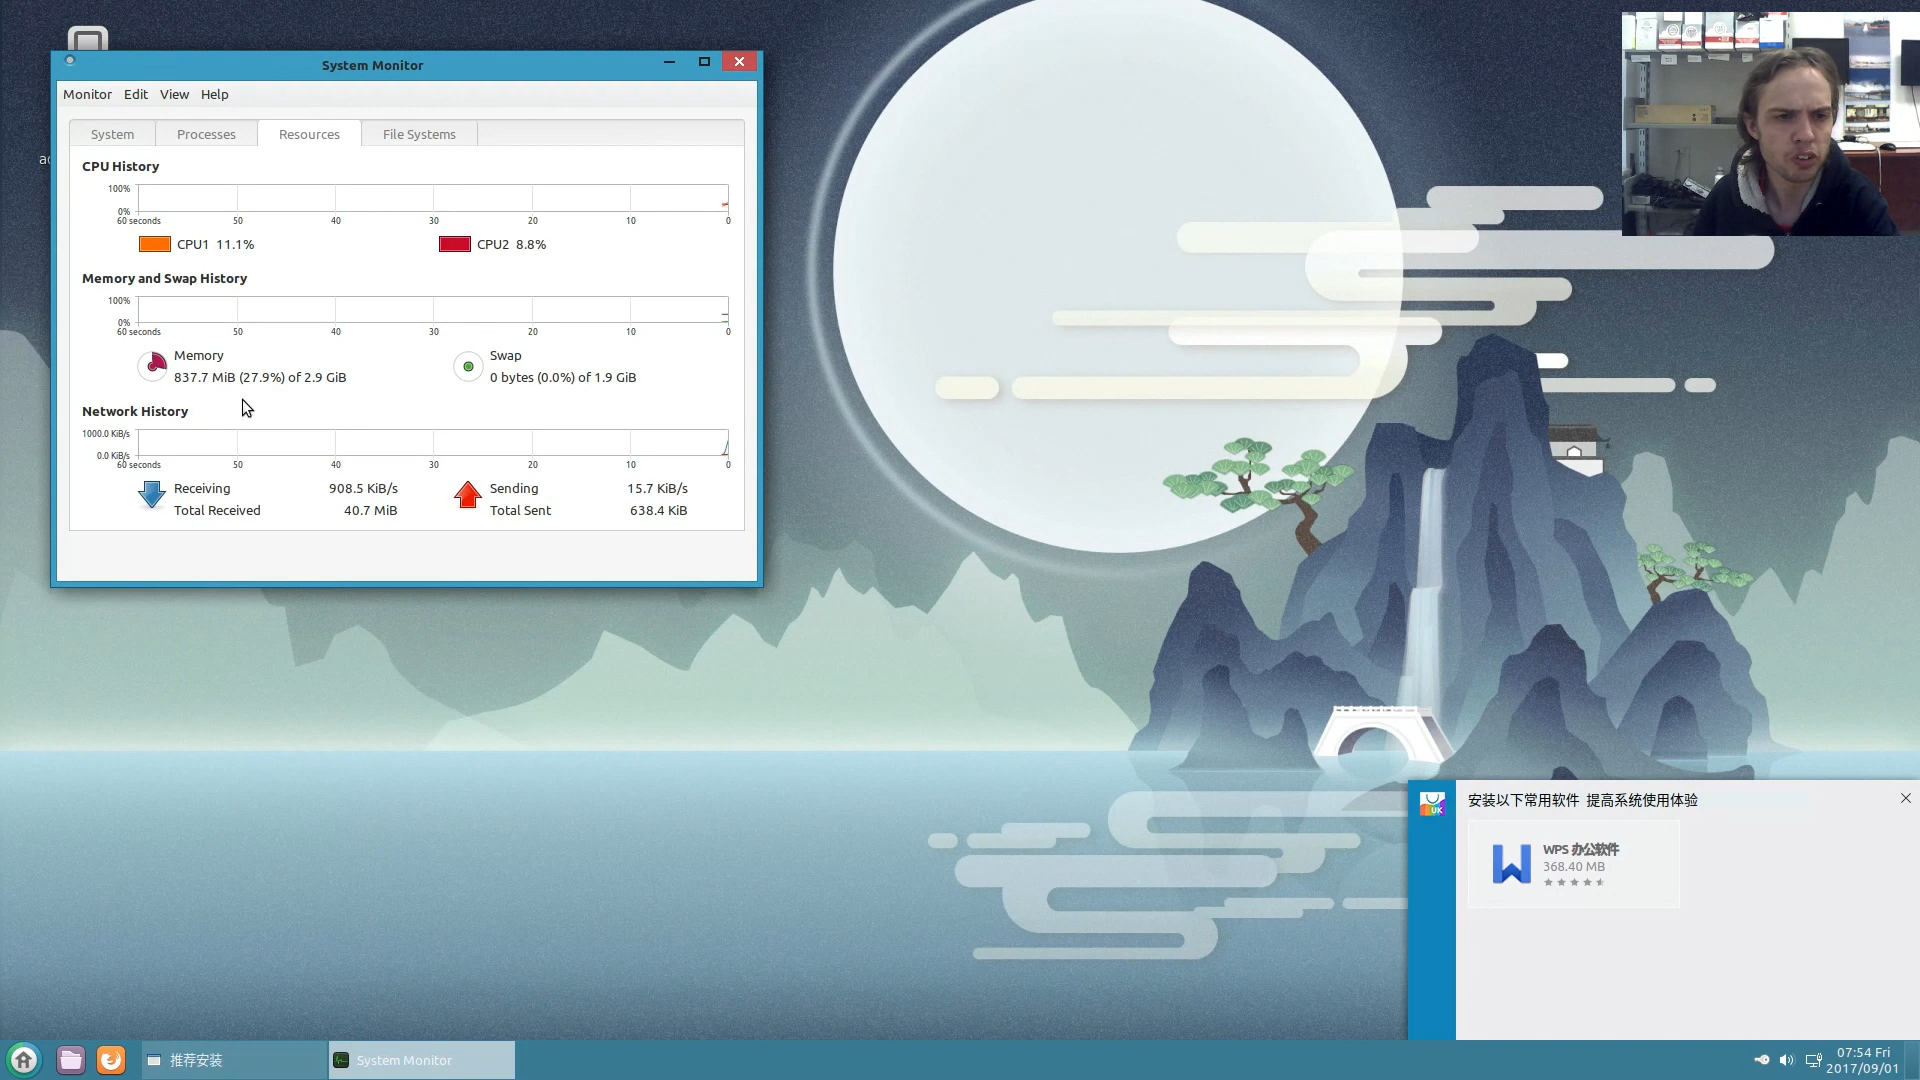 System Monitor
Monitor Edit View Help
System Processes Resources File Systems
CPU History
100%
0%
60 seconds 50 40 30 20 10 0
CPU1 11.1% CPU2 8.8%
Memory and Swap History
100%
0%
60 seconds 50 40 30 20 10 0
Memory
837.7 MiB (27.9%) of 2.9 GiB
Swap
0 bytes (0.0%) of 1.9 GiB
Network History
1000.0 KiB/s
0.0 KiB/s
60 seconds 50 40 30 20 10 0
Receiving 908.5 KiB/s Sending 15.7 KiB/s
Total Received 40.7 MiB Total Sent 638.4 KiB
安装以下常用软件 提高系统使用体验
UK
WPS 办公软件
368.40 MB
推荐安装
System Monitor
07:54 Fri
2017/09/01